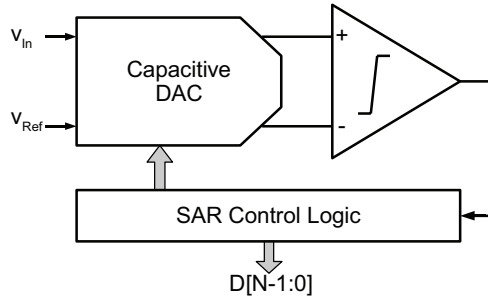 v_In
Capacitive
DAC
+
v_Ref
-
SAR Control Logic
D[N-1:0]